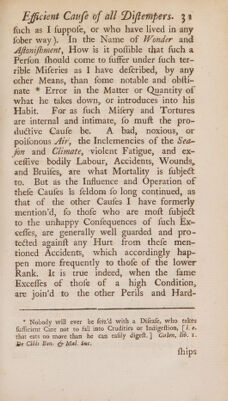 Efficient Cauſe of all Diſtempers. 31
ſuch as I ſuppoſe, or who have lived in any
ſober way). In the Name of Wonder and
Aſtoniſhment, How is it poſſible that ſuch a
Perſon ſhould come to ſuffer under ſuch ter-
rible Miſeries as I have deſcribed, by any
other Means, than ſome notable and obſti-
nate * Error in the Matter or Quantity of
what he takes down, or introduces into his
Habit. For as ſuch Miſery and Tortures
are internal and intimate, ſo muſt the pro-
ductive Cauſe be. A bad, noxious, or
poiſonous Air, the Inclemencies of the Sea-
ſon and Climate, violent Fatigue, and ex-
ceſſive bodily Labour, Accidents, Wounds,
and Bruiſes, are what Mortality is ſubject
to. But as the Influence and Operation of
theſe Cauſes is ſeldom ſo long continued, as
that of the other Cauſes I have formerly
mention'd, ſo thoſe who are moſt ſubject
to the unhappy Conſequences of ſuch Ex-
ceſſes, are generally well guarded and pro-
tected againſt any Hurt from theſe men-
tioned Accidents, which accordingly hap-
pen more frequently to thoſe of the lower
Rank. It is true indeed, when the ſame
Exceſſes of thoſe of a high Condition,
are join'd to the other Perils and Hard-
* Nobody will ever be ſeiz'd with a Diſeaſe, who takes
ſufficient Care not to fall into Crudities or Indigeſtion, [i. e.
that eats no more than he can eaſily digeſt.] Galen, lib. 1.
De Cibis Bon. & Mal. ſuc.
ſhips